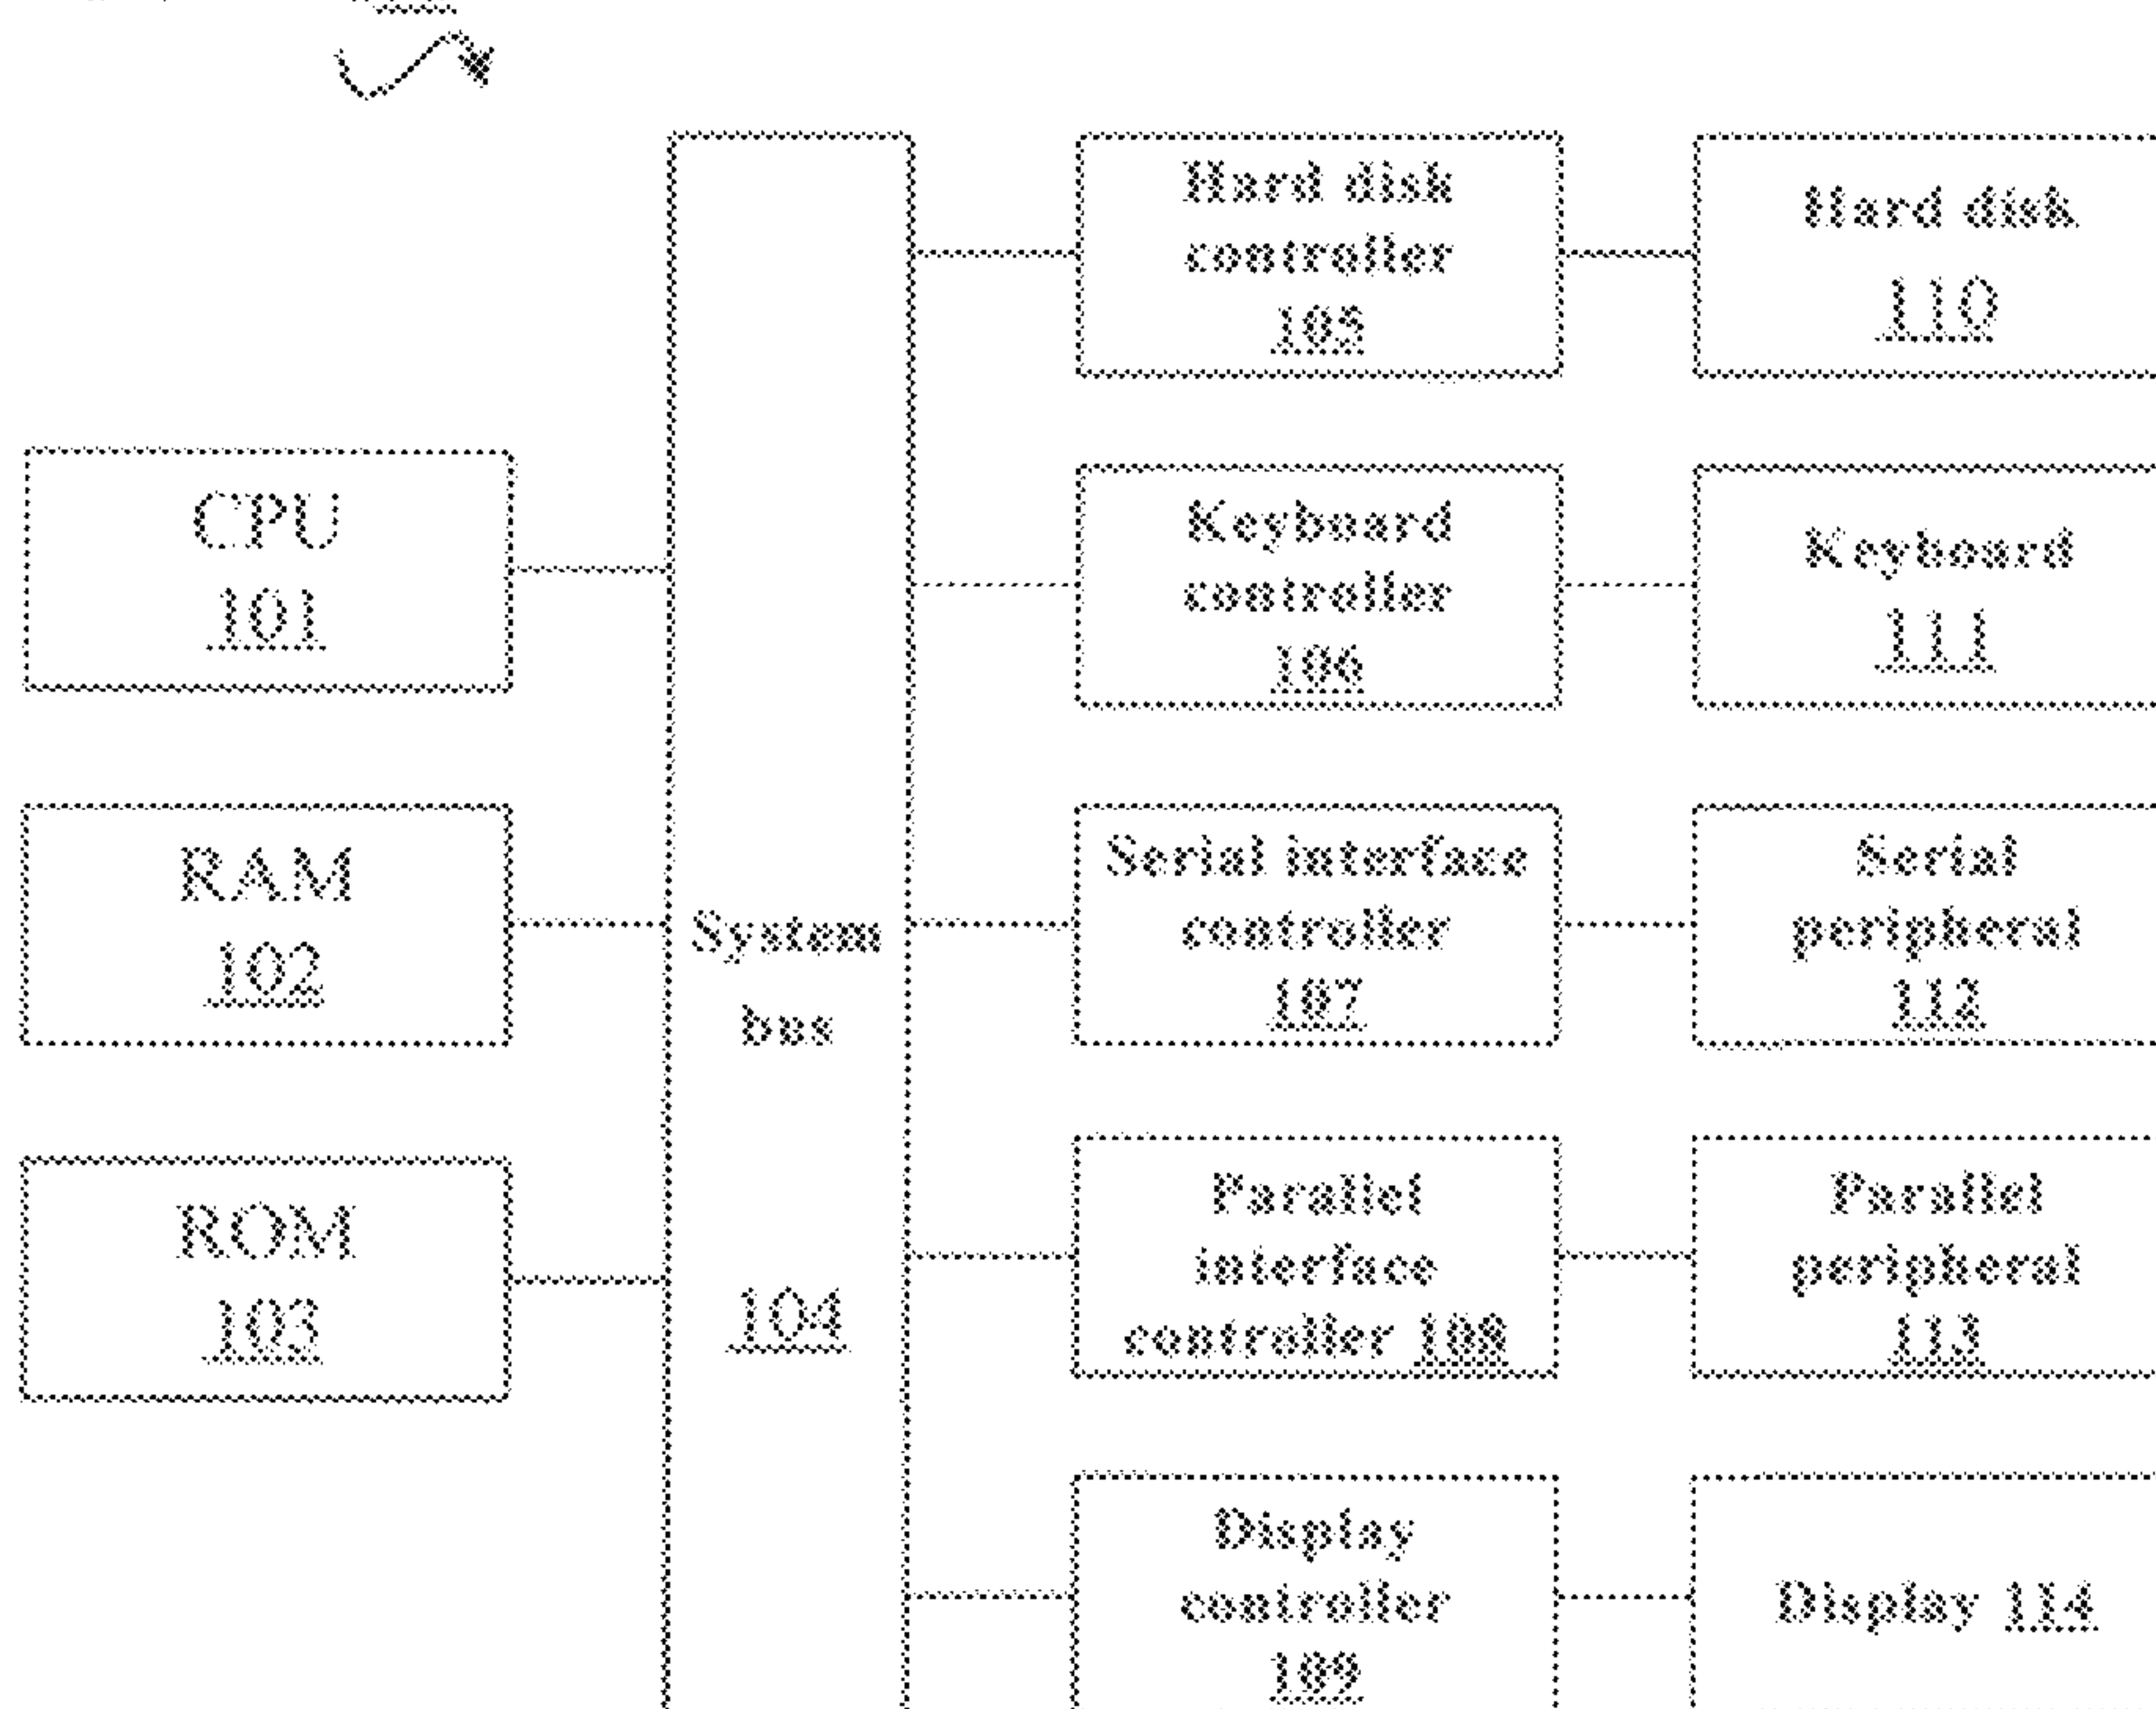 CPU
101
RAM
102
ROM
103
System
bus
104
Hard disk
controller
105
Hard disk
110
Keyboard
controller
106
Keyboard
111
Serial interface
controller
107
Serial
peripheral
112
Parallel
interface
controller 108
Parallel
peripheral
113
Display
controller
109
Display 114